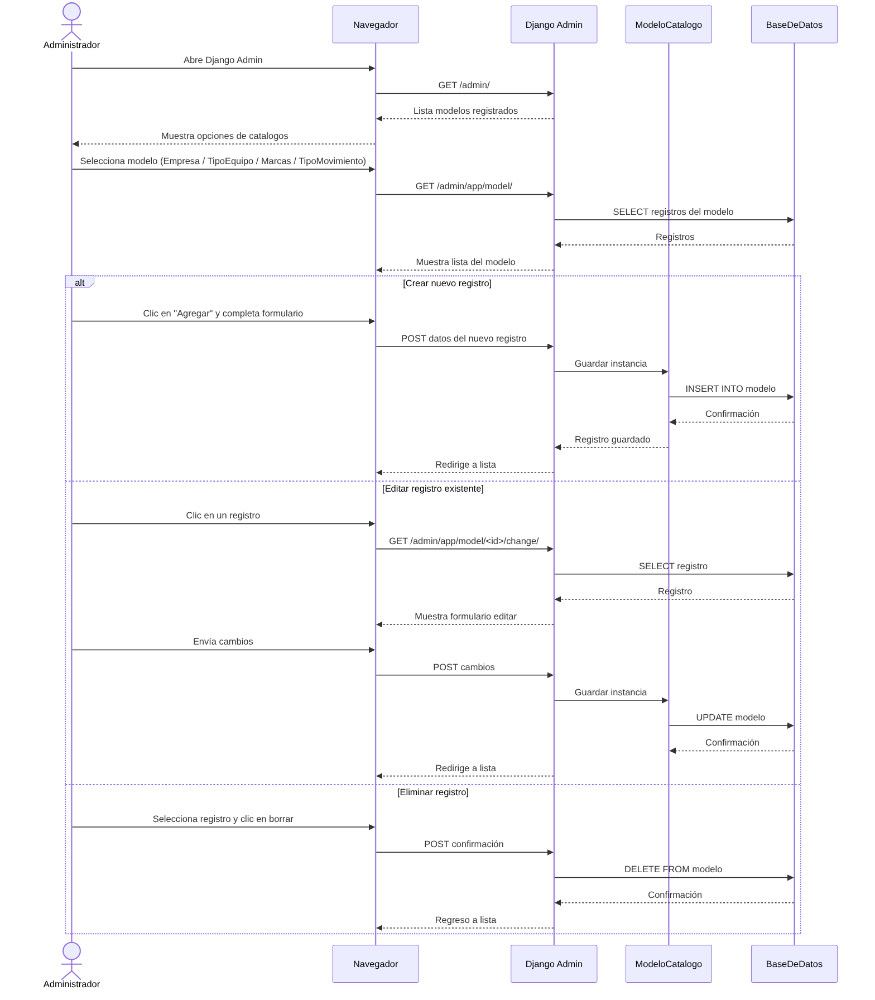 Administrador
Navegador
Django Admin
ModeloCatalogo
BaseDeDatos
Abre Django Admin
GET /admin/
Lista modelos registrados
Muestra opciones de catalogos
Selecciona modelo (Empresa / TipoEquipo / Marcas / TipoMovimiento)
GET /admin/app/model/
SELECT registros del modelo
Registros
Muestra lista del modelo
alt
[Crear nuevo registro]
Clic en "Agregar" y completa formulario
POST datos del nuevo registro
Guardar instancia
INSERT INTO modelo
Confirmación
Registro guardado
Redirige a lista
[Editar registro existente]
Clic en un registro
GET /admin/app/model/<id>/change/
SELECT registro
Registro
Muestra formulario editar
Envía cambios
POST cambios
Guardar instancia
UPDATE modelo
Confirmación
Redirige a lista
[Eliminar registro]
Selecciona registro y clic en borrar
POST confirmación
DELETE FROM modelo
Confirmación
Regreso a lista
Administrador
Navegador
Django Admin
ModeloCatalogo
BaseDeDatos